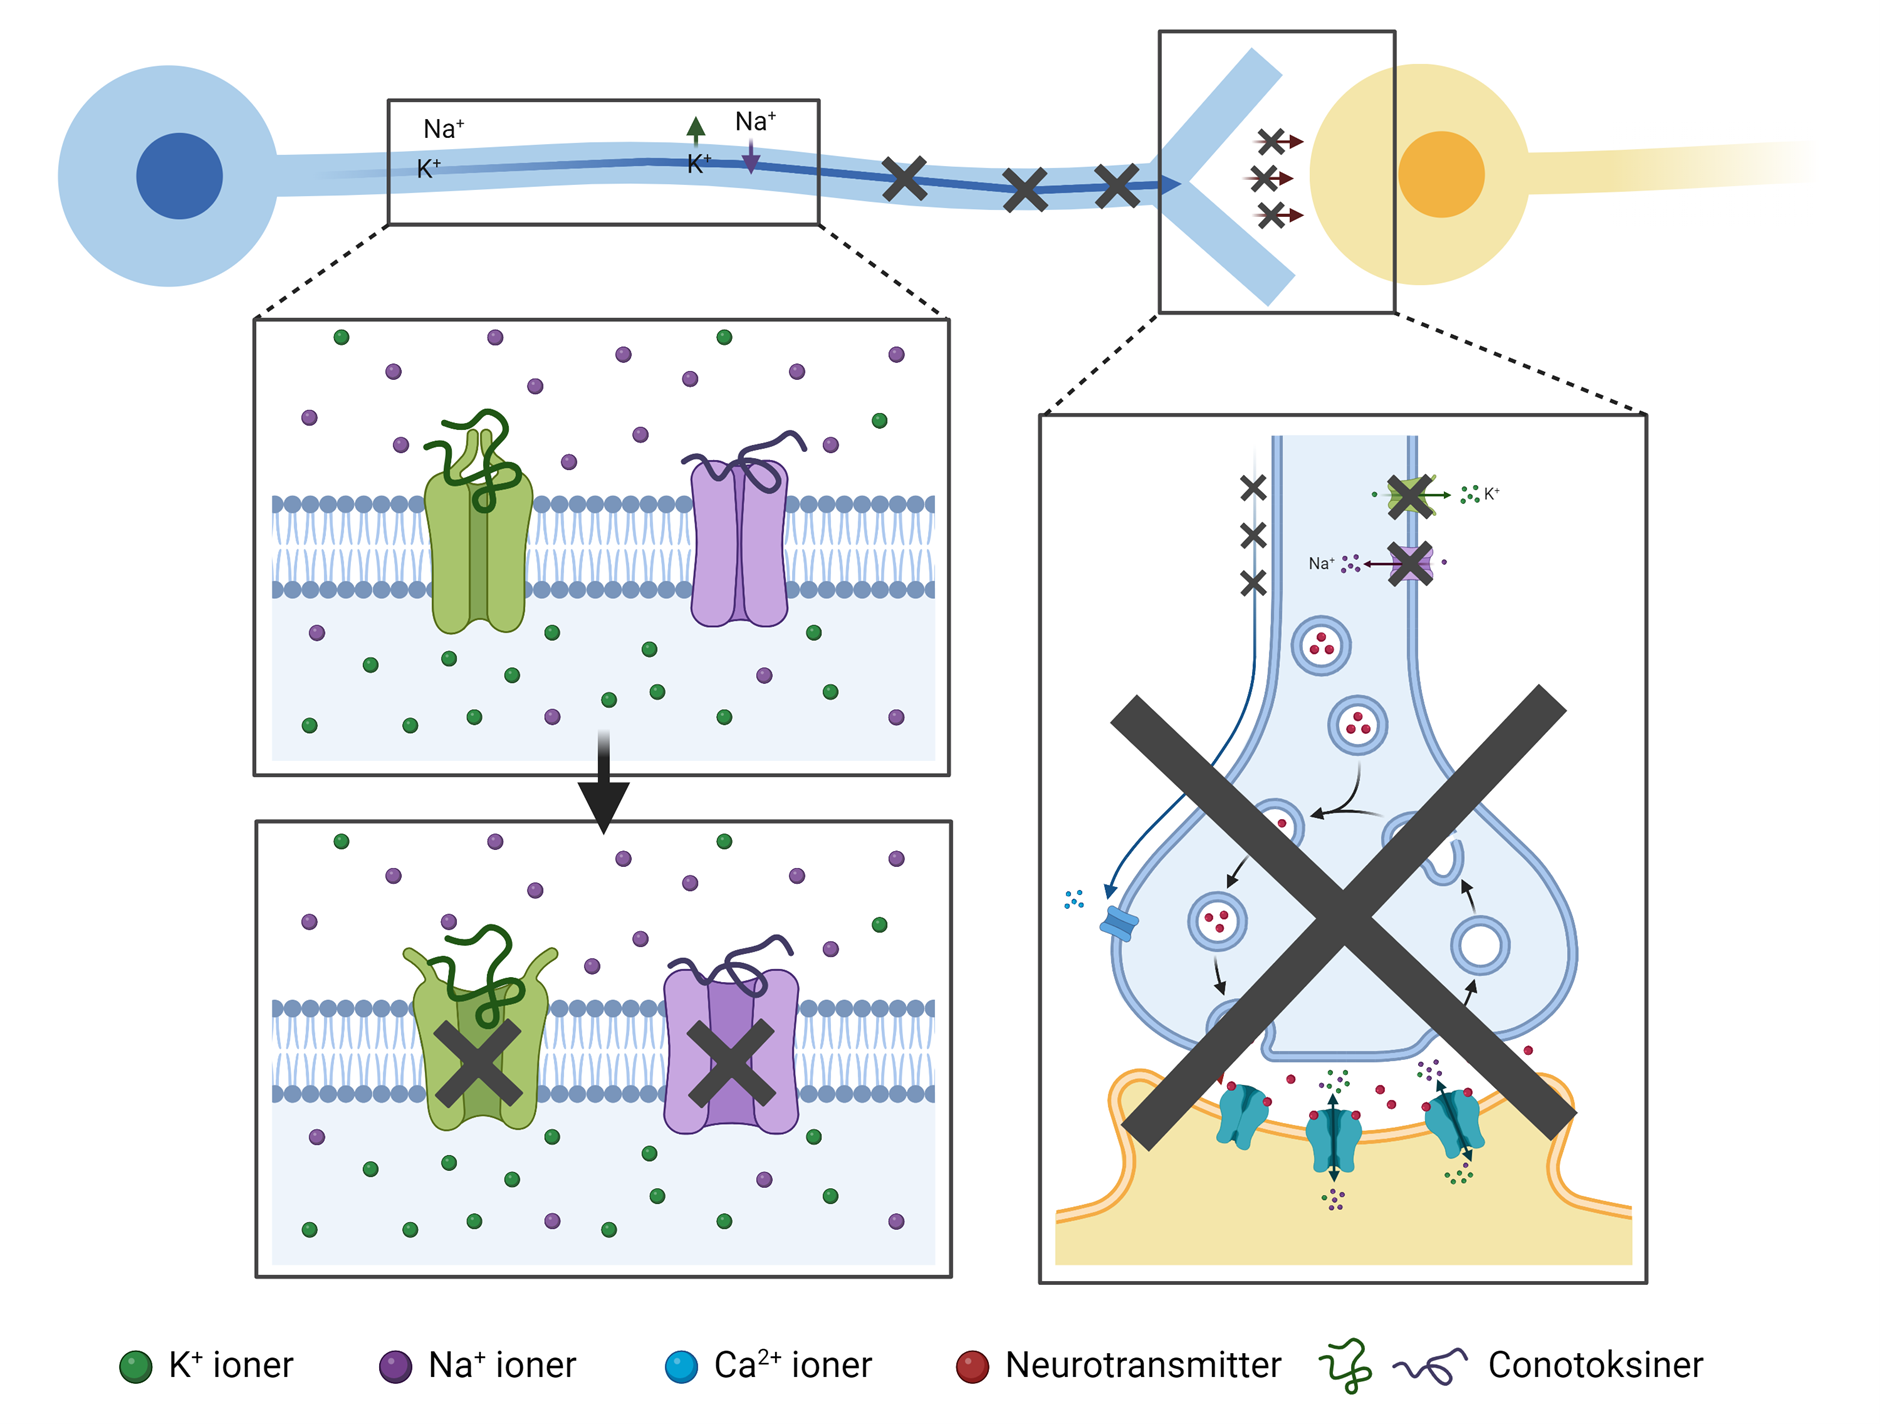 Na⁺
K⁺
K⁺
Na⁺
K⁺
Na⁺
K⁺ ioner
Na⁺ ioner
Ca²⁺ ioner
Neurotransmitter
Conotoksiner